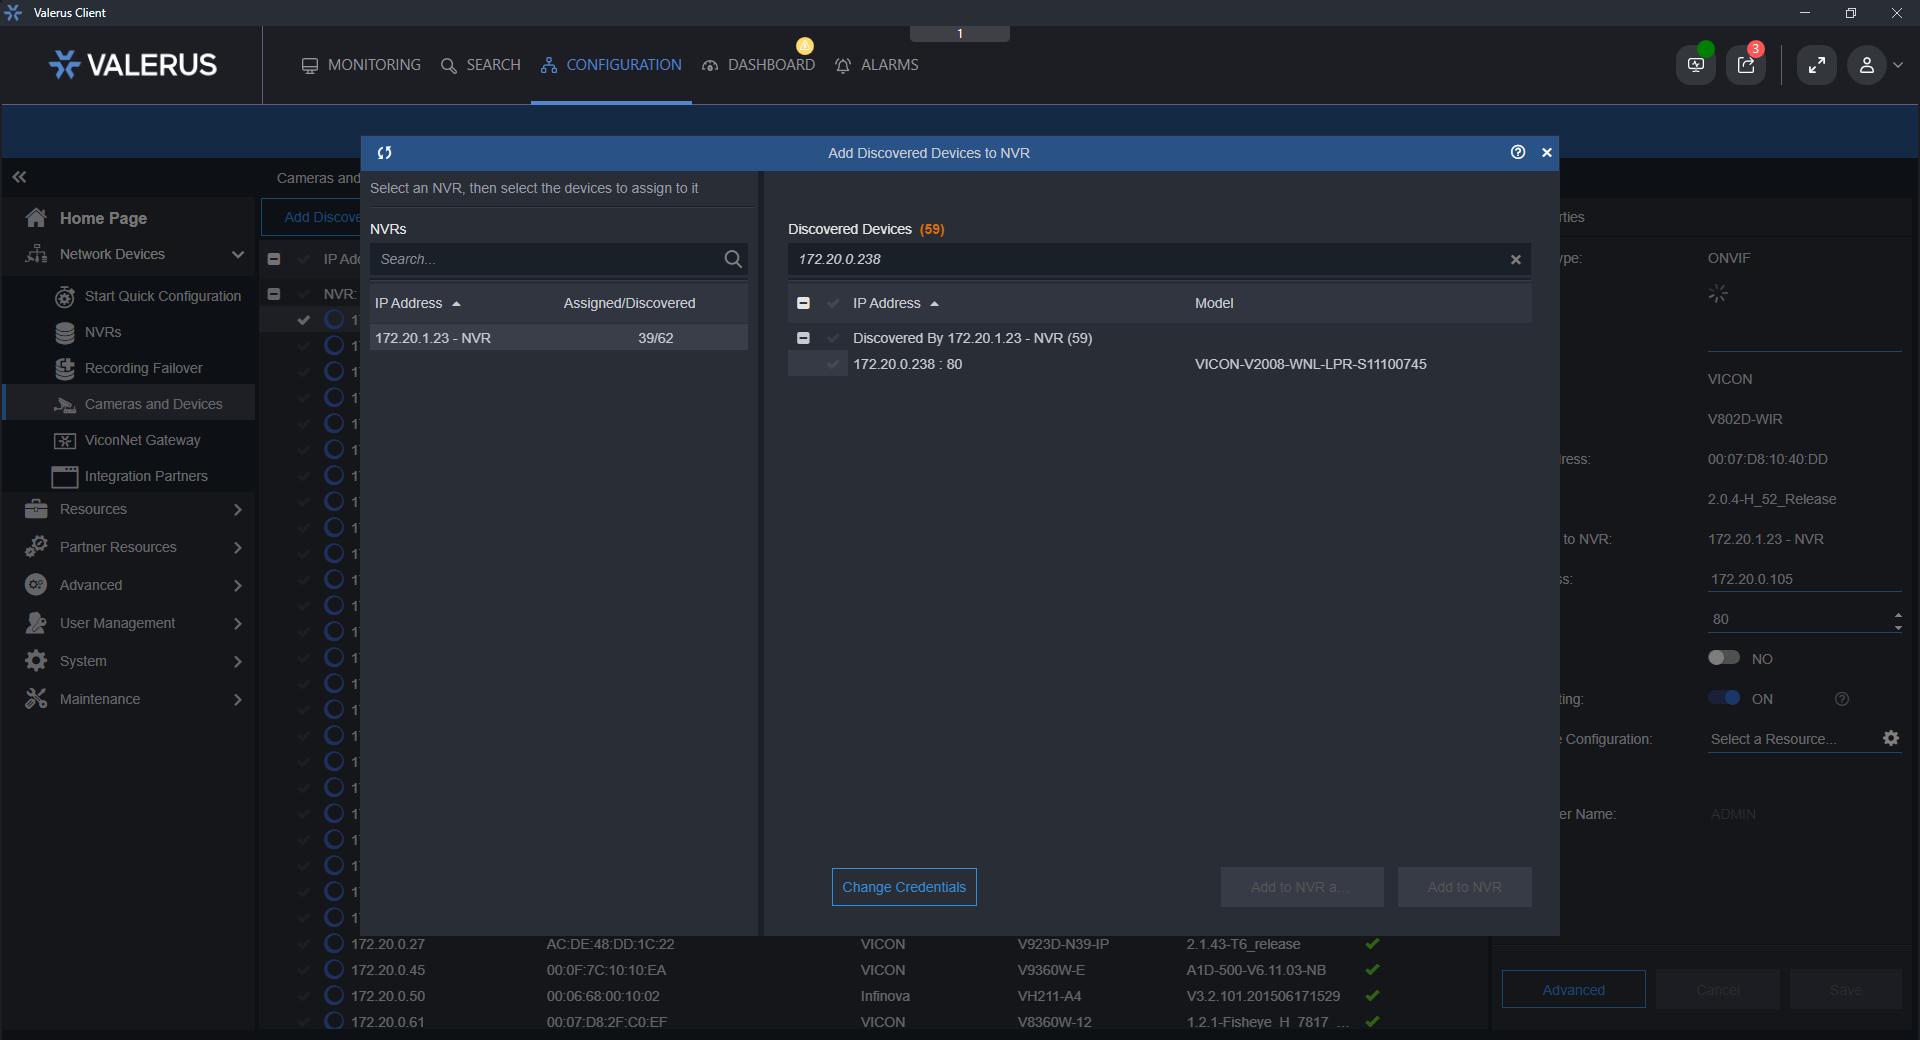 Valerus Client
1
VALERUS
MONITORING
SEARCH
CONFIGURATION
DASHBOARD
ALARMS
3
Add Discovered Devices to NVR
Cameras and
Home Page
Network Devices
Start Quick Configuration
NVRs
Recording Failover
Cameras and Devices
ViconNet Gateway
Integration Partners
Resources
Partner Resources
Advanced
User Management
System
Maintenance
Add Discove
IP Add
NVR:
Select an NVR, then select the devices to assign to it
NVRs
Search...
IP Address Assigned/Discovered
172.20.1.23 - NVR 39/62
Discovered Devices (59)
172.20.0.238
IP Address Model
Discovered By 172.20.1.23 - NVR (59)
172.20.0.238 : 80 VICON-V2008-WNL-LPR-S11100745
Change Credentials
Add to NVR a...
Add to NVR
172.20.0.27 AC:DE:48:DD:1C:22 VICON V923D-N39-IP 2.1.43-T6_release
172.20.0.45 00:0F:7C:10:10:EA VICON V9360W-E A1D-500-V6.11.03-NB
172.20.0.50 00:06:68:00:10:02 Infinova VH211-A4 V3.2.101.201506171529
172.20.0.61 00:07:D8:2F:C0:EF VICON V8360W-12 1.2.1-Fisheye_H_7817 ...
rties
ype: ONVIF
VICON
V802D-WIR
ress: 00:07:D8:10:40:DD
2.0.4-H_52_Release
to NVR: 172.20.1.23 - NVR
ss: 172.20.0.105
80
NO
ting: ON
e Configuration: Select a Resource...
er Name: ADMIN
Advanced
Cancel
Save